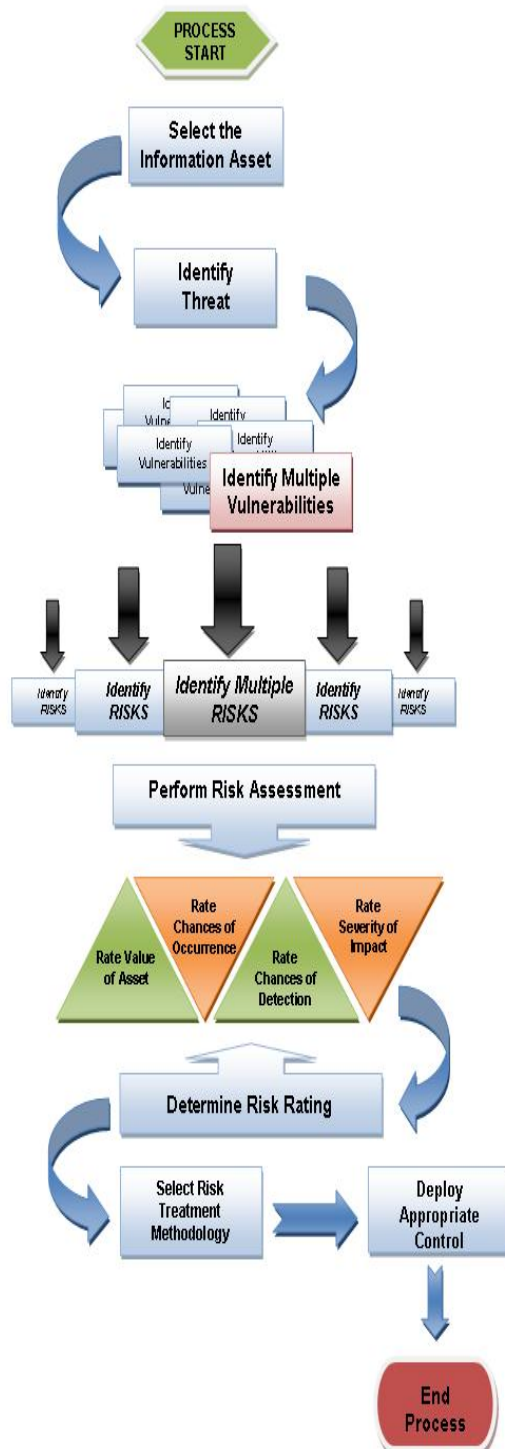 PROCESS
START
Select the
Information Asset
Identify
Threat
Identify
Identify
Vulnerabilities
Identify
Identify Multiple
Vulnerabilities
Identify
RISKS
Identify
RISKS
Identify Multiple
RISKS
Identify
RISKS
Identify
RISKS
Perform Risk Assessment
Rate Value
of Asset
Rate
Chances of
Occurrence
Rate
Chances of
Detection
Rate
Severity of
Impact
Determine Risk Rating
Select Risk
Treatment
Methodology
Deploy
Appropriate
Control
End
Process